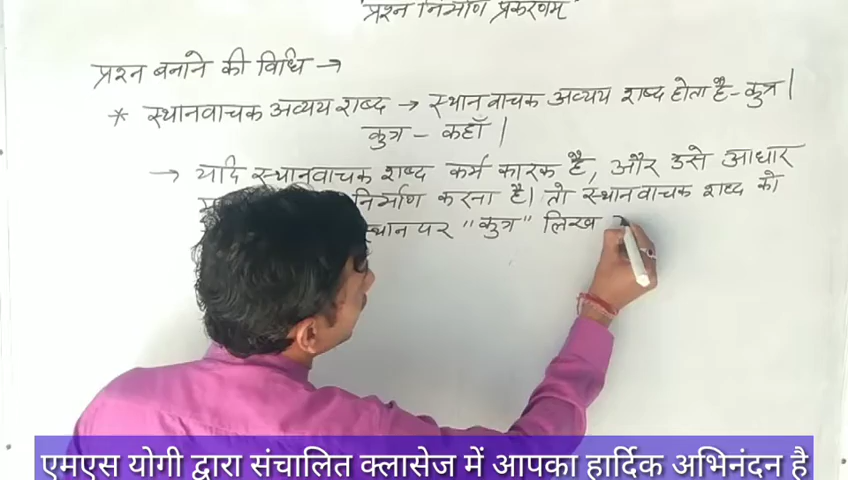 प्रश्न निर्माण प्रकरणम्
प्रश्न बनाने की विधि →
* स्थानवाचक अव्यय शब्द → स्थानवाचक अव्यय शब्द होता है - कुत्र।
कुत्र - कहाँ।
→ यदि स्थानवाचक शब्द कर्म कारक है, और उसे आधार
निर्माण करना है। तो स्थानवाचक शब्द को
स्थान पर "कुत्र" लिख
एमएस योगी द्वारा संचालित क्लासेज में आपका हार्दिक अभिनंदन है